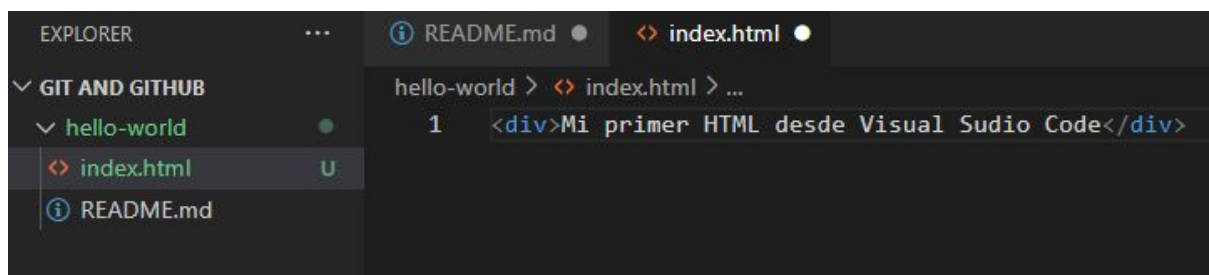 EXPLORER ...
README.md
index.html
GIT AND GITHUB
hello-world > index.html > ...
hello-world
1 <div>Mi primer HTML desde Visual Sudio Code</div>
index.html U
README.md